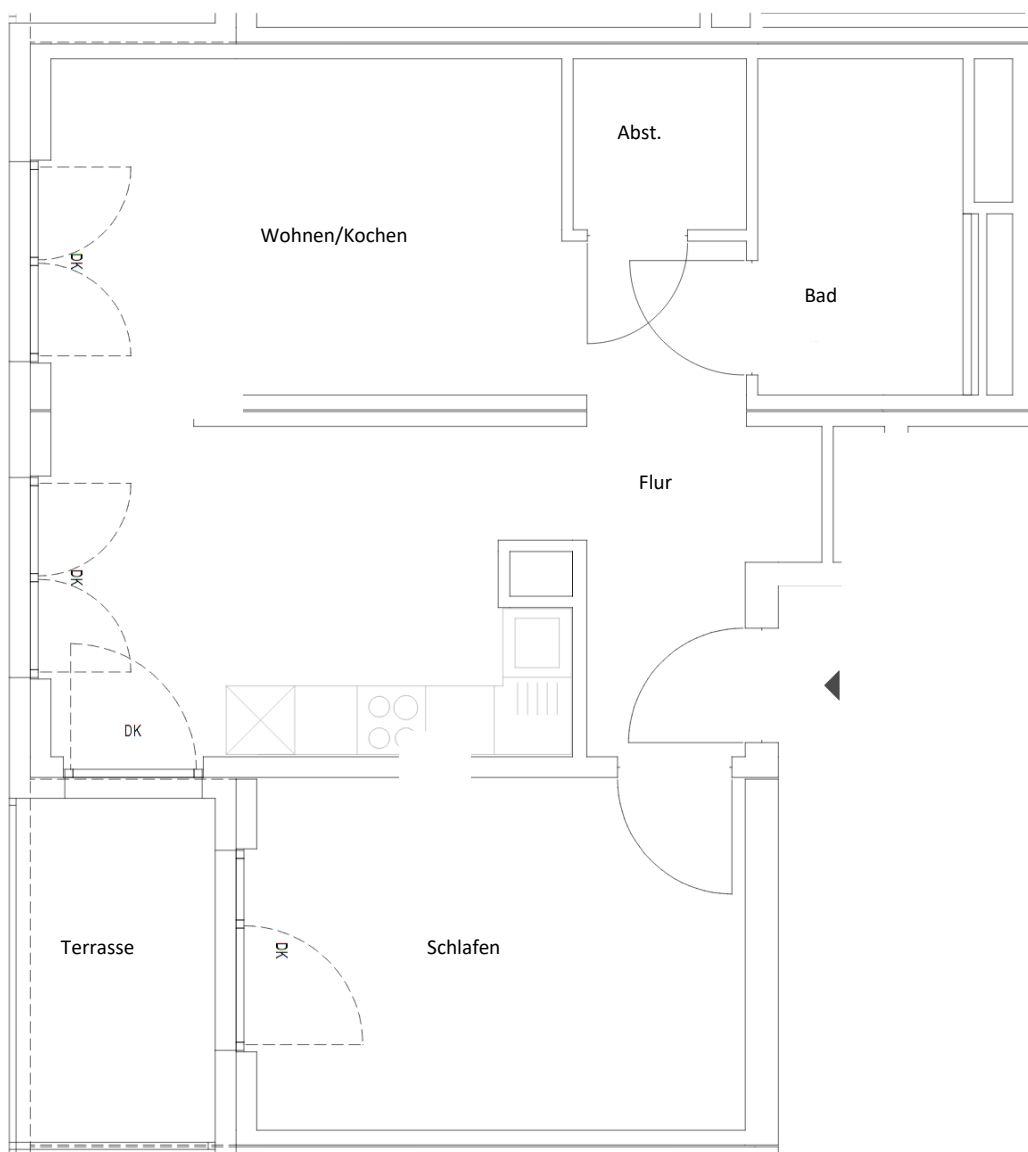 Abst.
Wohnen/Kochen
DK
Bad
Flur
DK
DK
Terrasse
DK
Schlafen